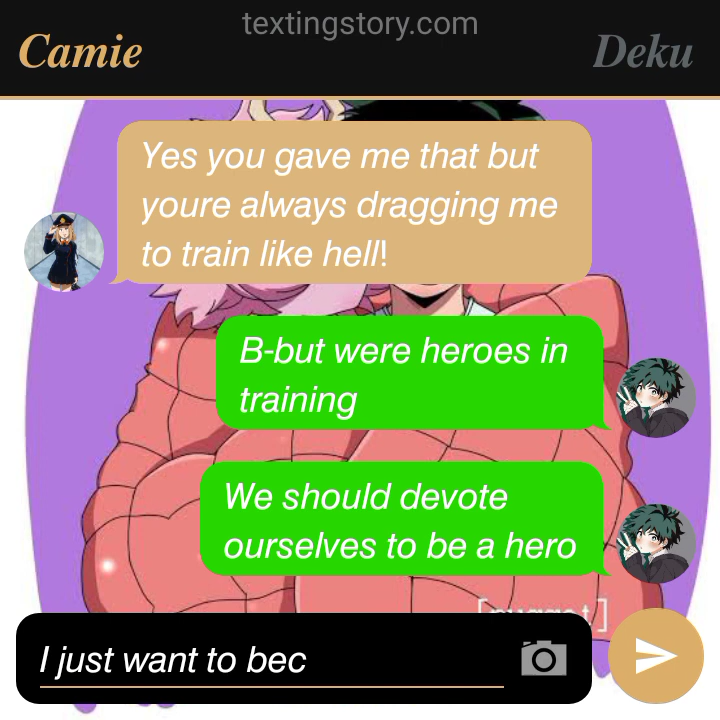 textingstory.com
Camie
Deku
Yes you gave me that but
youre always dragging me
to train like hell!
B-but were heroes in
training
We should devote
ourselves to be a hero
I just want to bec